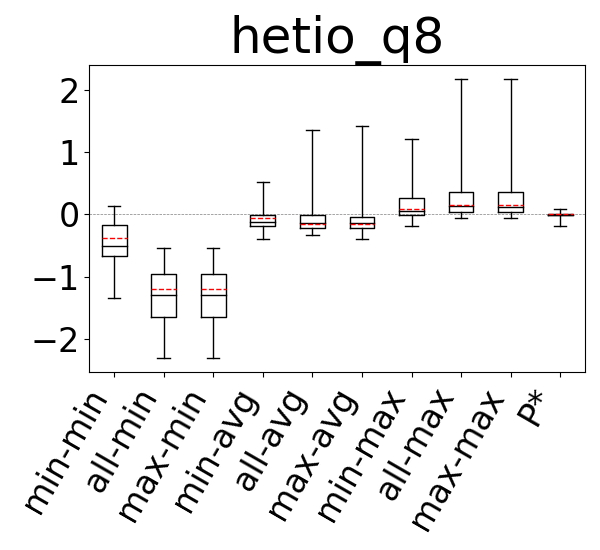 hetio_q8
2
1
0
−1
−2
min-min
all-min
max-min
min-avg
all-avg
max-avg
min-max
all-max
max-max
P*